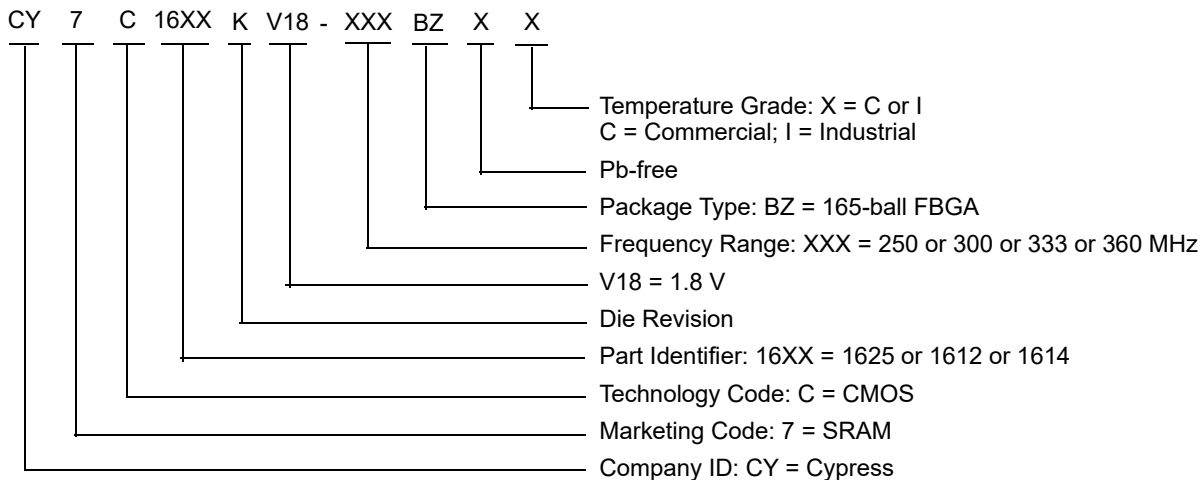 CY 7 C 16XX K V18 - XXX BZ X X
Temperature Grade: X = C or I
C = Commercial; I = Industrial
Pb-free
Package Type: BZ = 165-ball FBGA
Frequency Range: XXX = 250 or 300 or 333 or 360 MHz
V18 = 1.8 V
Die Revision
Part Identifier: 16XX = 1625 or 1612 or 1614
Technology Code: C = CMOS
Marketing Code: 7 = SRAM
Company ID: CY = Cypress